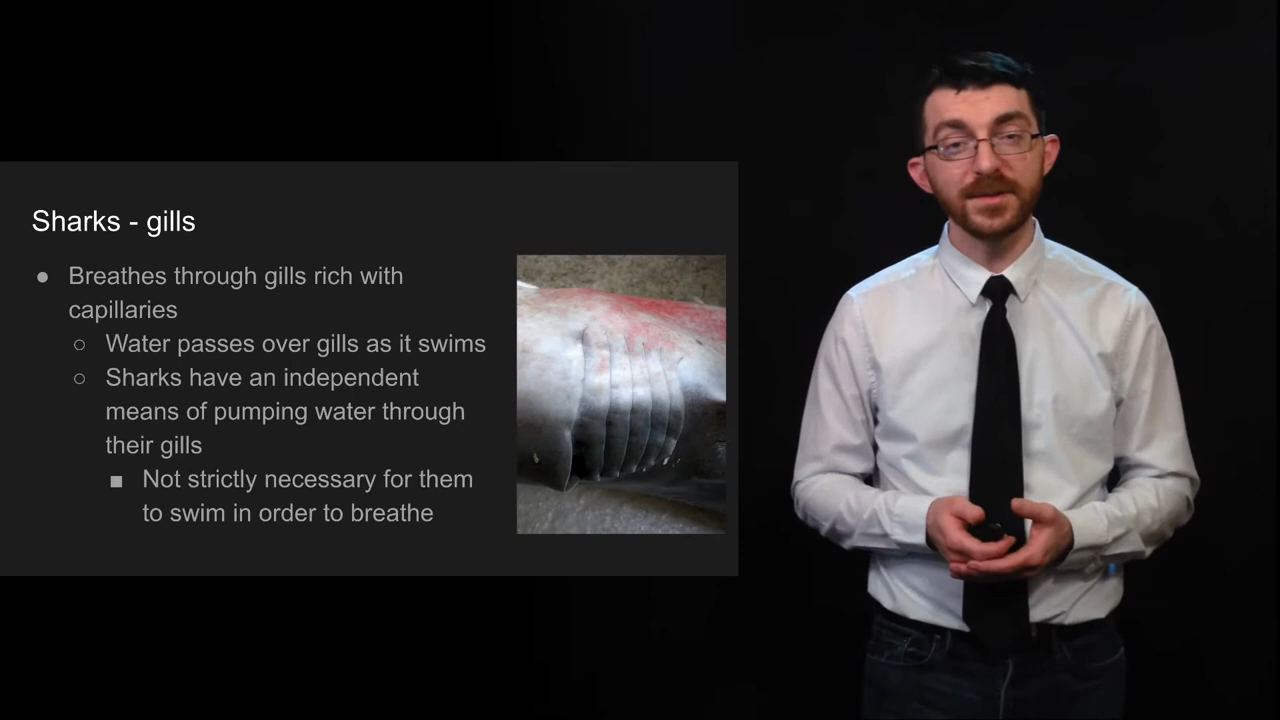 Sharks - gills
● Breathes through gills rich with
capillaries
○ Water passes over gills as it swims
○ Sharks have an independent
means of pumping water through
their gills
■ Not strictly necessary for them
to swim in order to breathe